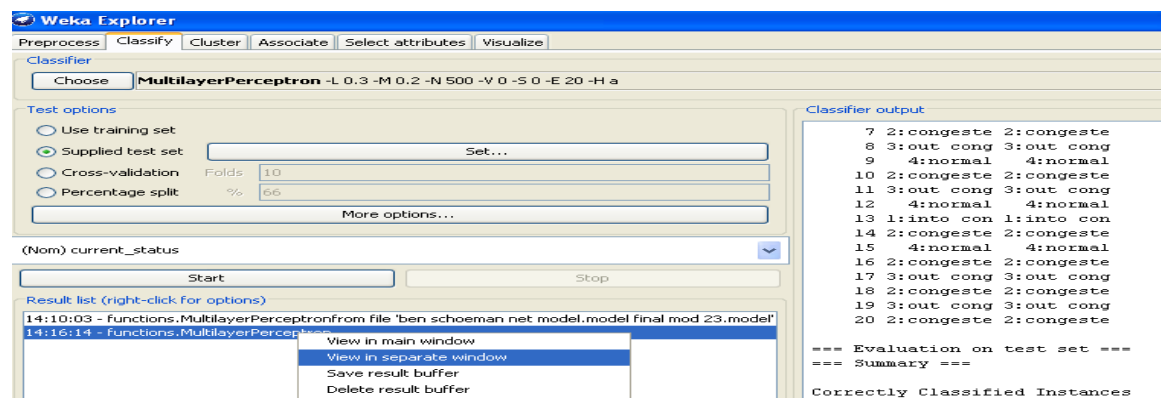 Weka Explorer
Preprocess Classify Cluster Associate Select attributes Visualize
Classifier
Choose MultilayerPerceptron -L 0.3 -M 0.2 -N 500 -V 0 -S 0 -E 20 -H a
Test options
Use training set
Supplied test set Set...
Cross-validation Folds 10
Percentage split % 66
More options...
(Nom) current_status
Start Stop
Result list (right-click for options)
14:10:03 - functions.MultilayerPerceptronfrom file 'ben schoeman net model.model final mod 23.model'
14:16:14 - functions.MultilayerPerceptron
View in main window
View in separate window
Save result buffer
Delete result buffer
Classifier output
7 2:congeste 2:congeste
8 3:out cong 3:out cong
9 4:normal 4:normal
10 2:congeste 2:congeste
11 3:out cong 3:out cong
12 4:normal 4:normal
13 1:into con 1:into con
14 2:congeste 2:congeste
15 4:normal 4:normal
16 2:congeste 2:congeste
17 3:out cong 3:out cong
18 2:congeste 2:congeste
19 3:out cong 3:out cong
20 2:congeste 2:congeste
=== Evaluation on test set ===
=== Summary ===
Correctly Classified Instances